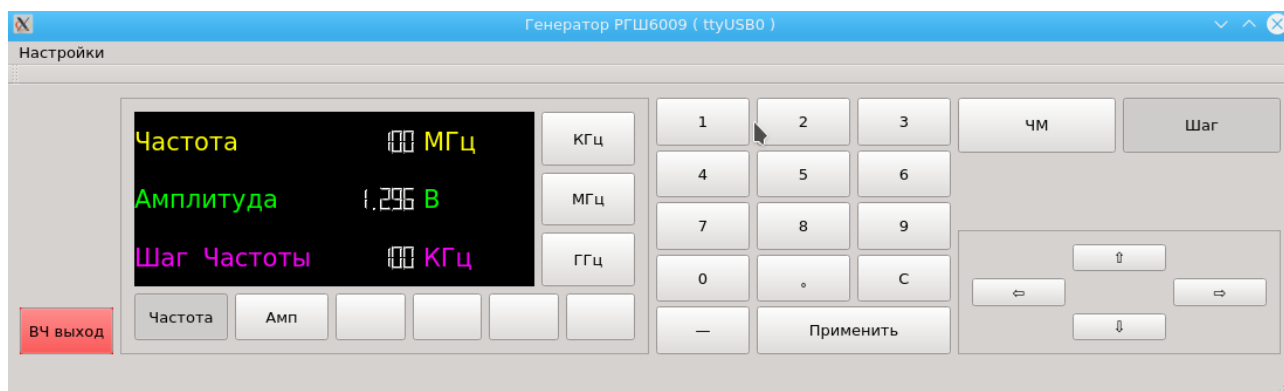 Генератор РГШ6009 ( ttyUSB0 )
Настройки
Частота 100 МГц
Амплитуда 1.296 В
Шаг Частоты 100 КГц
КГц
МГц
ГГц
Частота Амп
ВЧ выход
1 2 3
4 5 6
7 8 9
0 . C
— Применить
ЧМ Шаг
⇧
⇦ ⇨
⇩